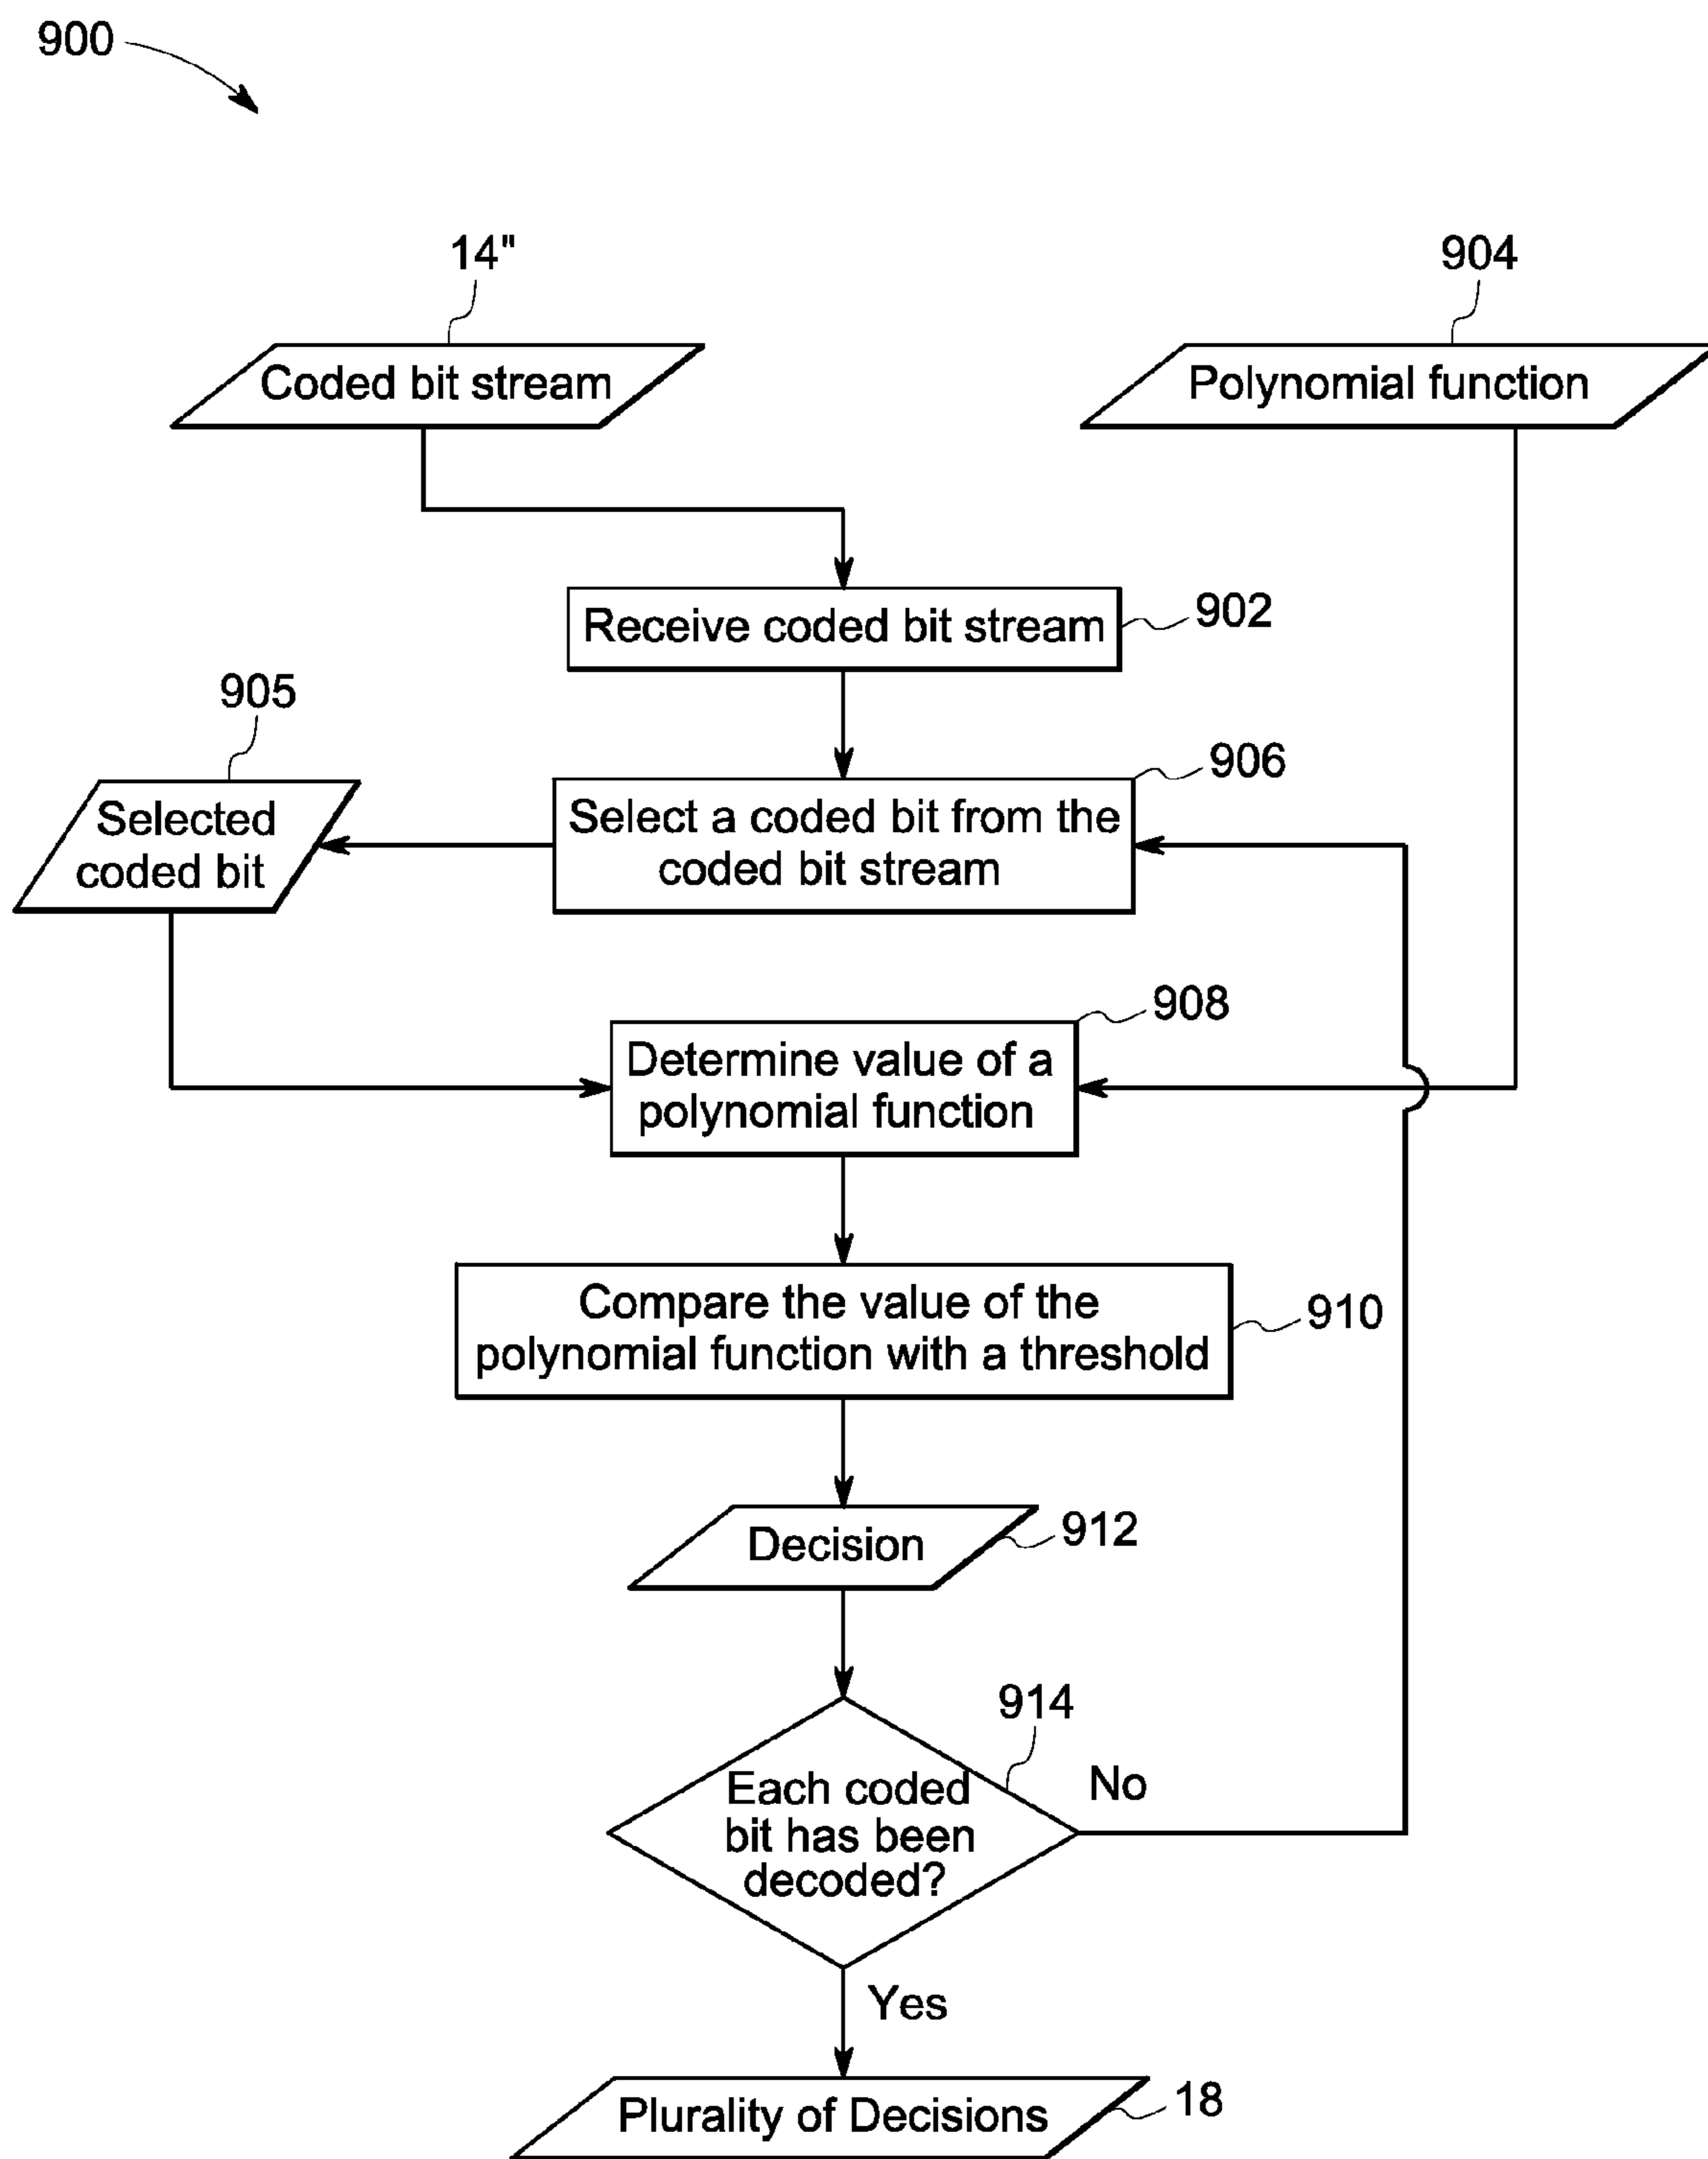 900
14"
904
Coded bit stream
Polynomial function
Receive coded bit stream
902
905
906
Selected
coded bit
Select a coded bit from the
coded bit stream
908
Determine value of a
polynomial function
Compare the value of the
polynomial function with a threshold
910
Decision
912
914
Each coded
bit has been
decoded?
No
Yes
Plurality of Decisions
18